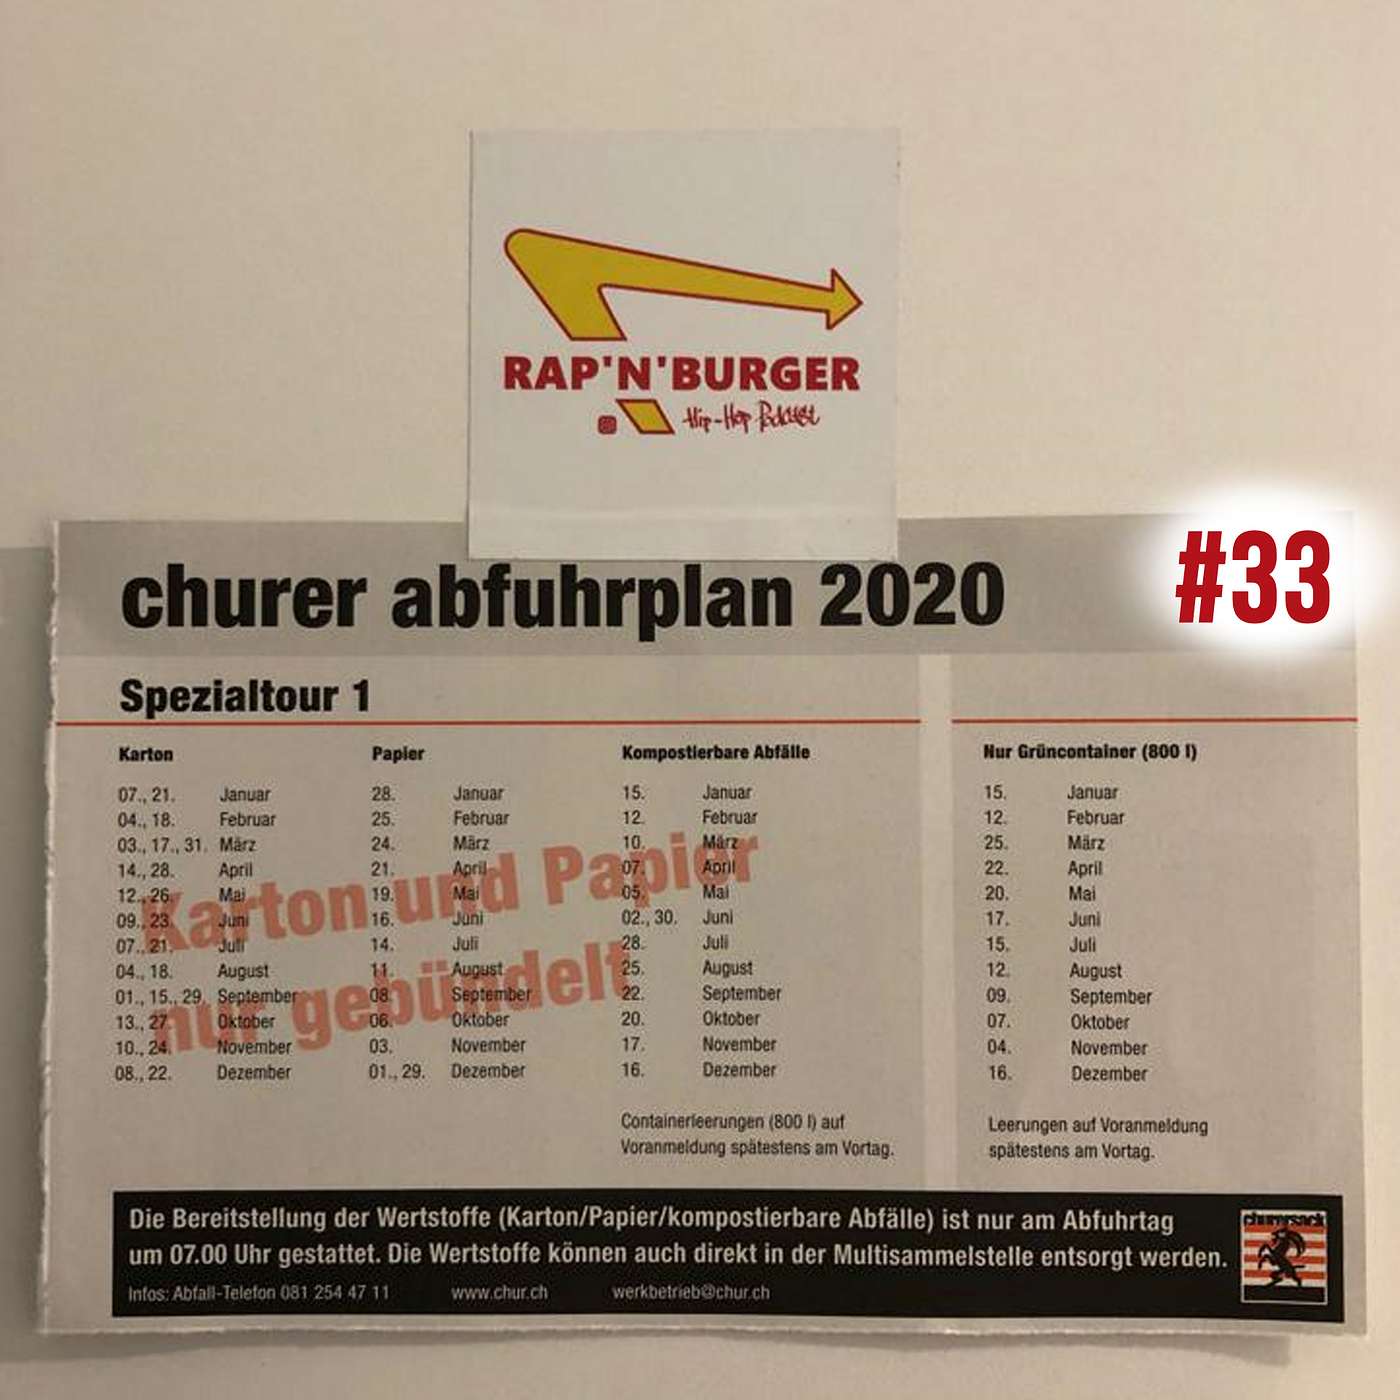 RAP'N'BURGER
Hip-Hop Podcast
#33
churer abfuhrplan 2020
Spezialtour 1
Karton Papier Kompostierbare Abfälle Nur Grüncontainer (800 l)
07., 21. Januar 28. Januar 15. Januar 15. Januar
04., 18. Februar 25. Februar 12. Februar 12. Februar
03., 17., 31. März 24. März 10. März 25. März
14., 28. April 21. April 07. April 22. April
12., 26. Mai 19. Mai 05. Mai 20. Mai
09., 23. Juni 16. Juni 02., 30. Juni 17. Juni
07., 21. Juli 14. Juli 28. Juli 15. Juli
04., 18. August 11. August 25. August 12. August
01., 15., 29. September 08. September 22. September 09. September
13., 27. Oktober 06. Oktober 20. Oktober 07. Oktober
10., 24. November 03. November 17. November 04. November
08., 22. Dezember 01., 29. Dezember 16. Dezember 16. Dezember
Karton und Papier
nur gebündelt
Containerleerungen (800 l) auf
Voranmeldung spätestens am Vortag.
Leerungen auf Voranmeldung
spätestens am Vortag.
Die Bereitstellung der Wertstoffe (Karton/Papier/kompostierbare Abfälle) ist nur am Abfuhrtag
um 07.00 Uhr gestattet. Die Wertstoffe können auch direkt in der Multisammelstelle entsorgt werden.
Infos: Abfall-Telefon 081 254 47 11 www.chur.ch werkbetrieb@chur.ch